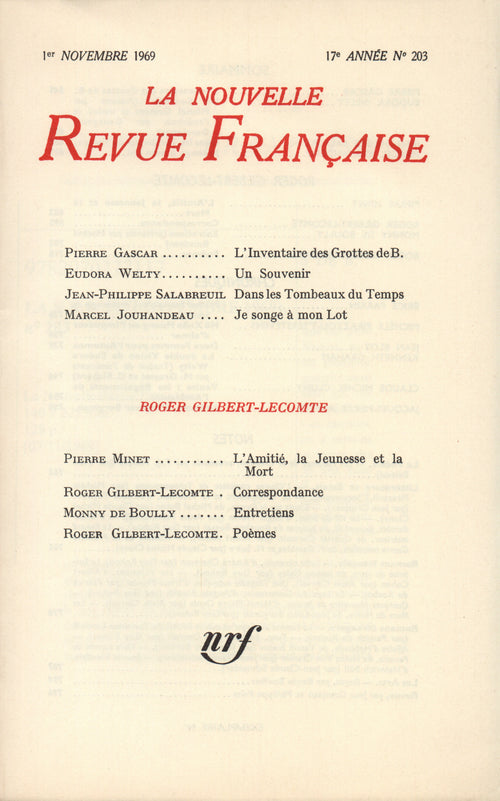 1er NOVEMBRE 1969 17e ANNÉE No 203
LA NOUVELLE
REVUE FRANÇAISE
PIERRE GASCAR .......... L'Inventaire des Grottes de B.
EUDORA WELTY .......... Un Souvenir
JEAN-PHILIPPE SALABREUIL Dans les Tombeaux du Temps
MARCEL JOUHANDEAU .... Je songe à mon Lot
ROGER GILBERT-LECOMTE
PIERRE MINET ........... L'Amitié, la Jeunesse et la
Mort
ROGER GILBERT-LECOMTE . Correspondance
MONNY DE BOULLY ....... Entretiens
ROGER GILBERT-LECOMTE. Poèmes
nrf